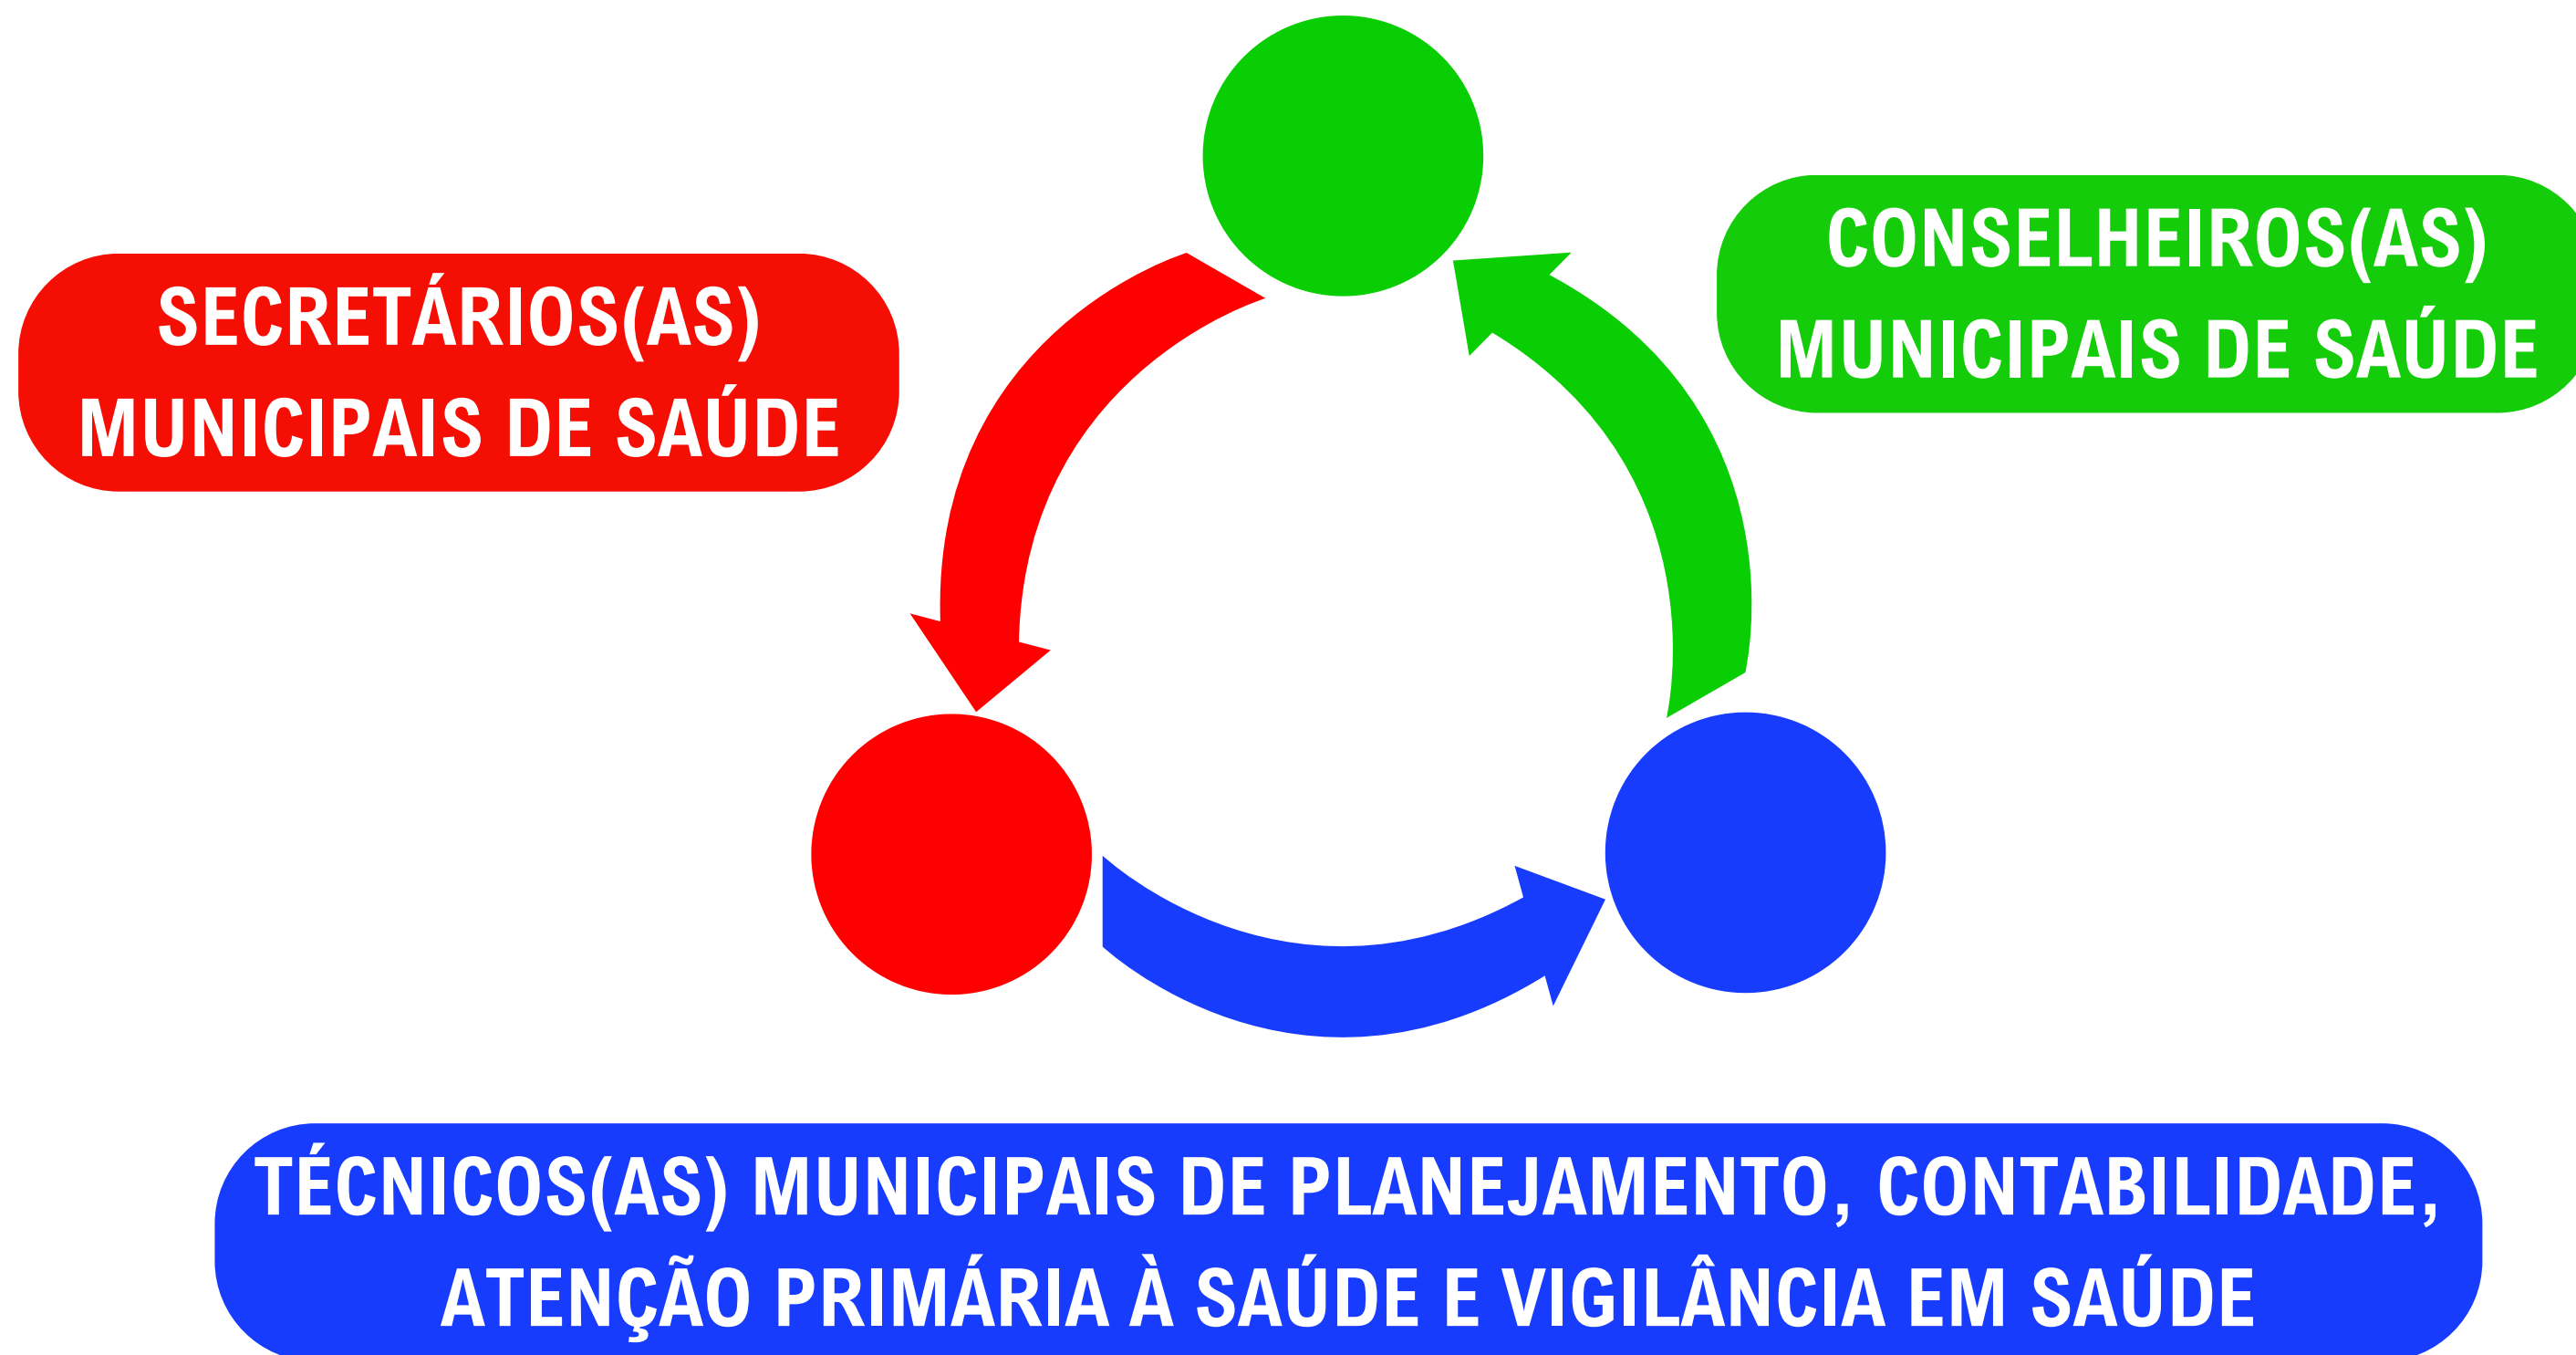 SECRETÁRIOS(AS)
MUNICIPAIS DE SAÚDE
CONSELHEIROS(AS)
MUNICIPAIS DE SAÚDE
TÉCNICOS(AS) MUNICIPAIS DE PLANEJAMENTO, CONTABILIDADE,
ATENÇÃO PRIMÁRIA À SAÚDE E VIGILÂNCIA EM SAÚDE